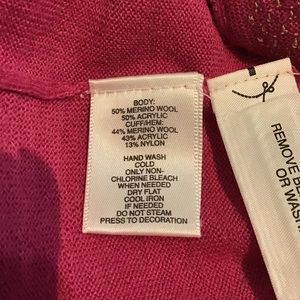 BODY:
50% MERINO WOOL
50% ACRYLIC
CUFF/HEM:
44% MERINO WOOL
43% ACRYLIC
13% NYLON
HAND WASH
COLD
ONLY NON-
CHLORINE BLEACH
WHEN NEEDED
DRY FLAT
COOL IRON
IF NEEDED
DO NOT STEAM
PRESS TO DECORATION
REMOVE BE
OR WASH